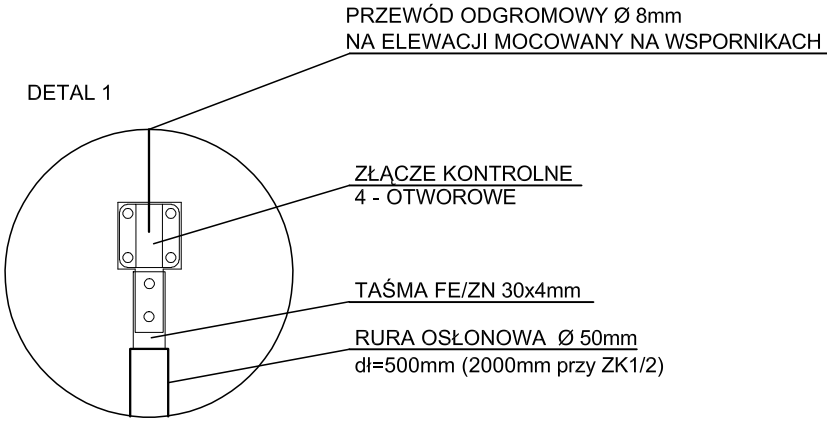 PRZEWÓD ODGROMOWY Ø 8mm
NA ELEWACJI MOCOWANY NA WSPORNIKACH
DETAL 1
ZŁĄCZE KONTROLNE
4 - OTWOROWE
TAŚMA FE/ZN 30x4mm
RURA OSŁONOWA Ø 50mm
dł=500mm (2000mm przy ZK1/2)